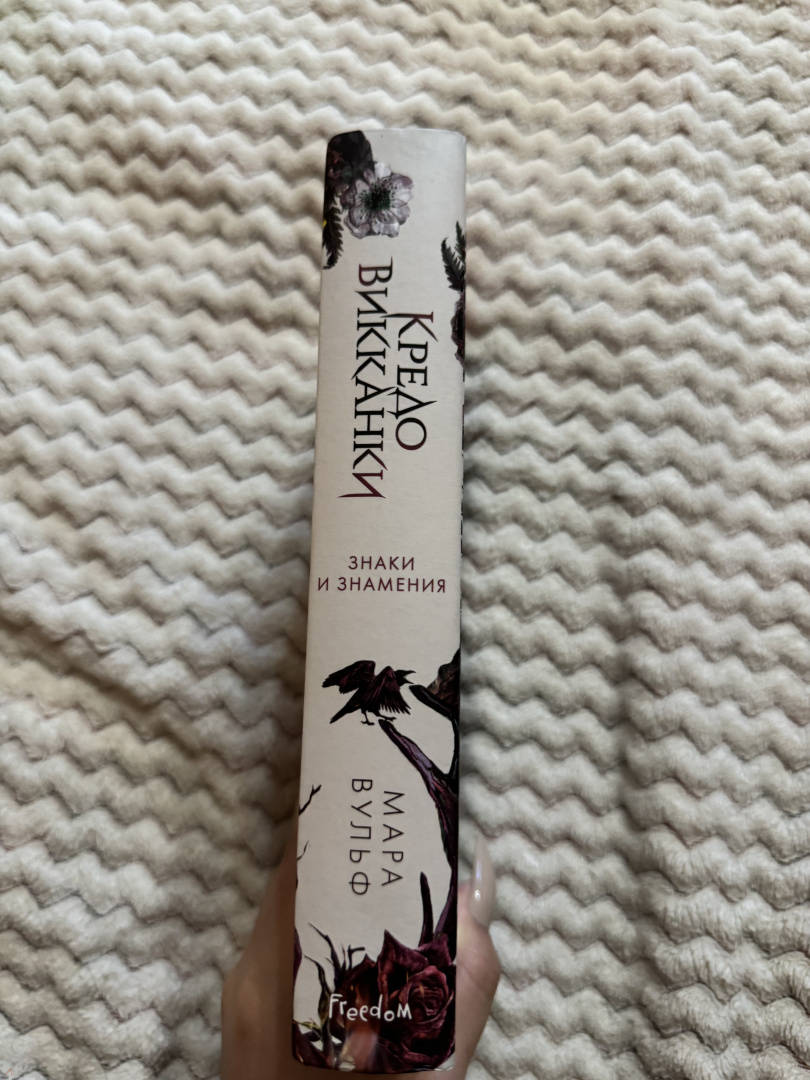 КРЕДО
ВИККАНКИ
ЗНАКИ
И ЗНАМЕНИЯ
МАРА
ВУЛЬФ
Freedom